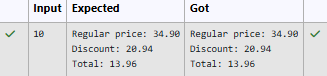 Input Expected Got
10 Regular price: 34.90 Regular price: 34.90
Discount: 20.94 Discount: 20.94
Total: 13.96 Total: 13.96